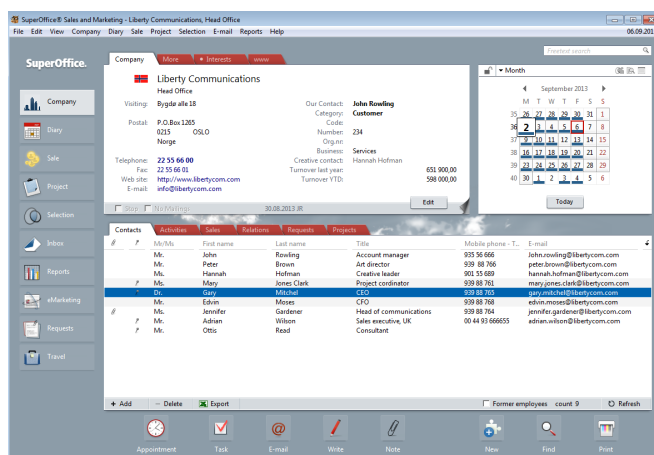 SuperOffice® Sales and Marketing - Liberty Communications, Head Office
File Edit View Company Diary Sale Project Selection E-mail Reports Help 06.09.201
SuperOffice.
Freetext search
Company More • Interests www
Month
Liberty Communications
Head Office
Visiting: Bygdø alle 18
Postal: P.O.Box 1265
0215 OSLO
Norge
Telephone: 22 55 66 00
Fax: 22 55 66 01
Web site: http://www.libertycom.com
E-mail: info@libertycom.com
Our Contact: John Rowling
Category: Customer
Code:
Number: 234
Org.nr:
Business: Services
Creative contact: Hannah Hofman
Turnover last year: 651 900,00
Turnover YTD: 598 000,00
Stop No Mailings 30.08.2013 JR Edit
September 2013
M T W T F S S
35 26 27 28 29 30 31 1
36 2 3 4 5 6 7 8
37 9 10 11 12 13 14 15
38 16 17 18 19 20 21 22
39 23 24 25 26 27 28 29
40 30 1 2 3 4 5 6
Today
Company
Diary
Sale
Project
Selection
Inbox
Reports
eMarketing
Requests
Travel
Contacts Activities Sales Relations Requests Projects
Mr/Ms First name Last name Title Mobile phone - T... E-mail
Mr. John Rowling Account manager 935 56 666 John.rowling@libertycom.com
Mr. Peter Brown Art director 939 88 766 peter.brown@libertycom.com
Ms. Hannah Hofman Creative leader 901 55 689 hannah.hofman@libertycom.com
Ms. Mary Jones Clark Project cordinator 939 88 761 mary.jones.clark@libertycom.com
Dr. Gary Mitchel CEO 939 88 765 gary.mitchel@libertycom.com
Mr. Edvin Moses CFO 939 88 768 edvin.moses@libertycom.com
Ms. Jennifer Gardener Head of communications 939 88 764 jennifer.gardener@libertycom.com
Mr. Adrian Wilson Sales executive, UK 00 44 93 666655 adrian.wilson@libertycom.com
Mr. Ottis Read Consultant
+ Add − Delete Export Former employees count 9 Refresh
Appointment Task E-mail Write Note New Find Print